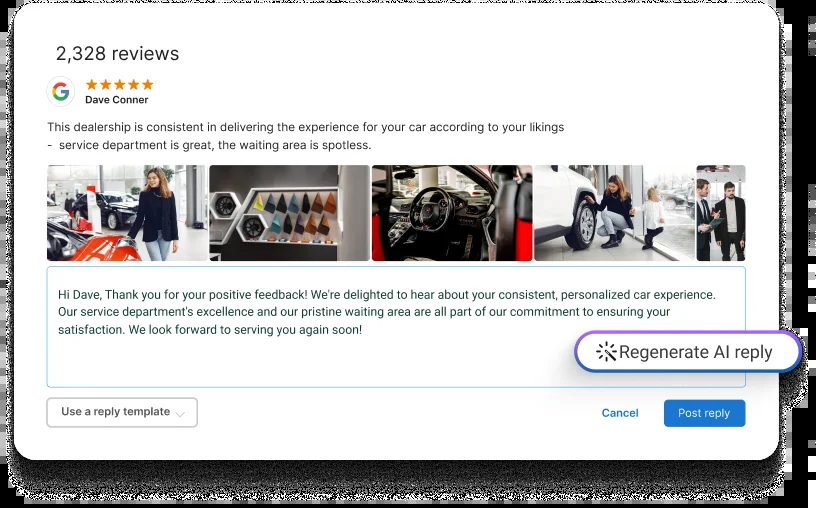 2,328 reviews
Dave Conner
This dealership is consistent in delivering the experience for your car according to your likings
- service department is great, the waiting area is spotless.
Hi Dave, Thank you for your positive feedback! We're delighted to hear about your consistent, personalized car experience.
Our service department's excellence and our pristine waiting area are all part of our commitment to ensuring your
satisfaction. We look forward to serving you again soon!
Regenerate AI reply
Use a reply template
Cancel
Post reply